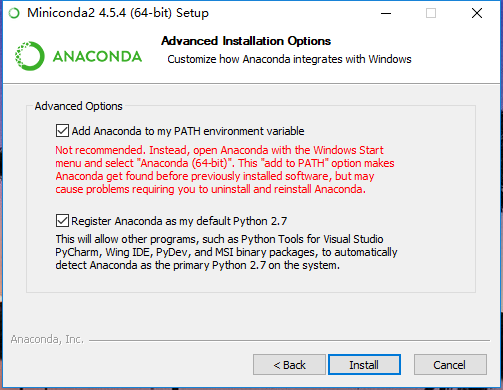 Miniconda2 4.5.4 (64-bit) Setup
ANACONDA
Advanced Installation Options
Customize how Anaconda integrates with Windows
Advanced Options
Add Anaconda to my PATH environment variable
Not recommended. Instead, open Anaconda with the Windows Start
menu and select "Anaconda (64-bit)". This "add to PATH" option makes
Anaconda get found before previously installed software, but may
cause problems requiring you to uninstall and reinstall Anaconda.
Register Anaconda as my default Python 2.7
This will allow other programs, such as Python Tools for Visual Studio
PyCharm, Wing IDE, PyDev, and MSI binary packages, to automatically
detect Anaconda as the primary Python 2.7 on the system.
Anaconda, Inc.
< Back
Install
Cancel